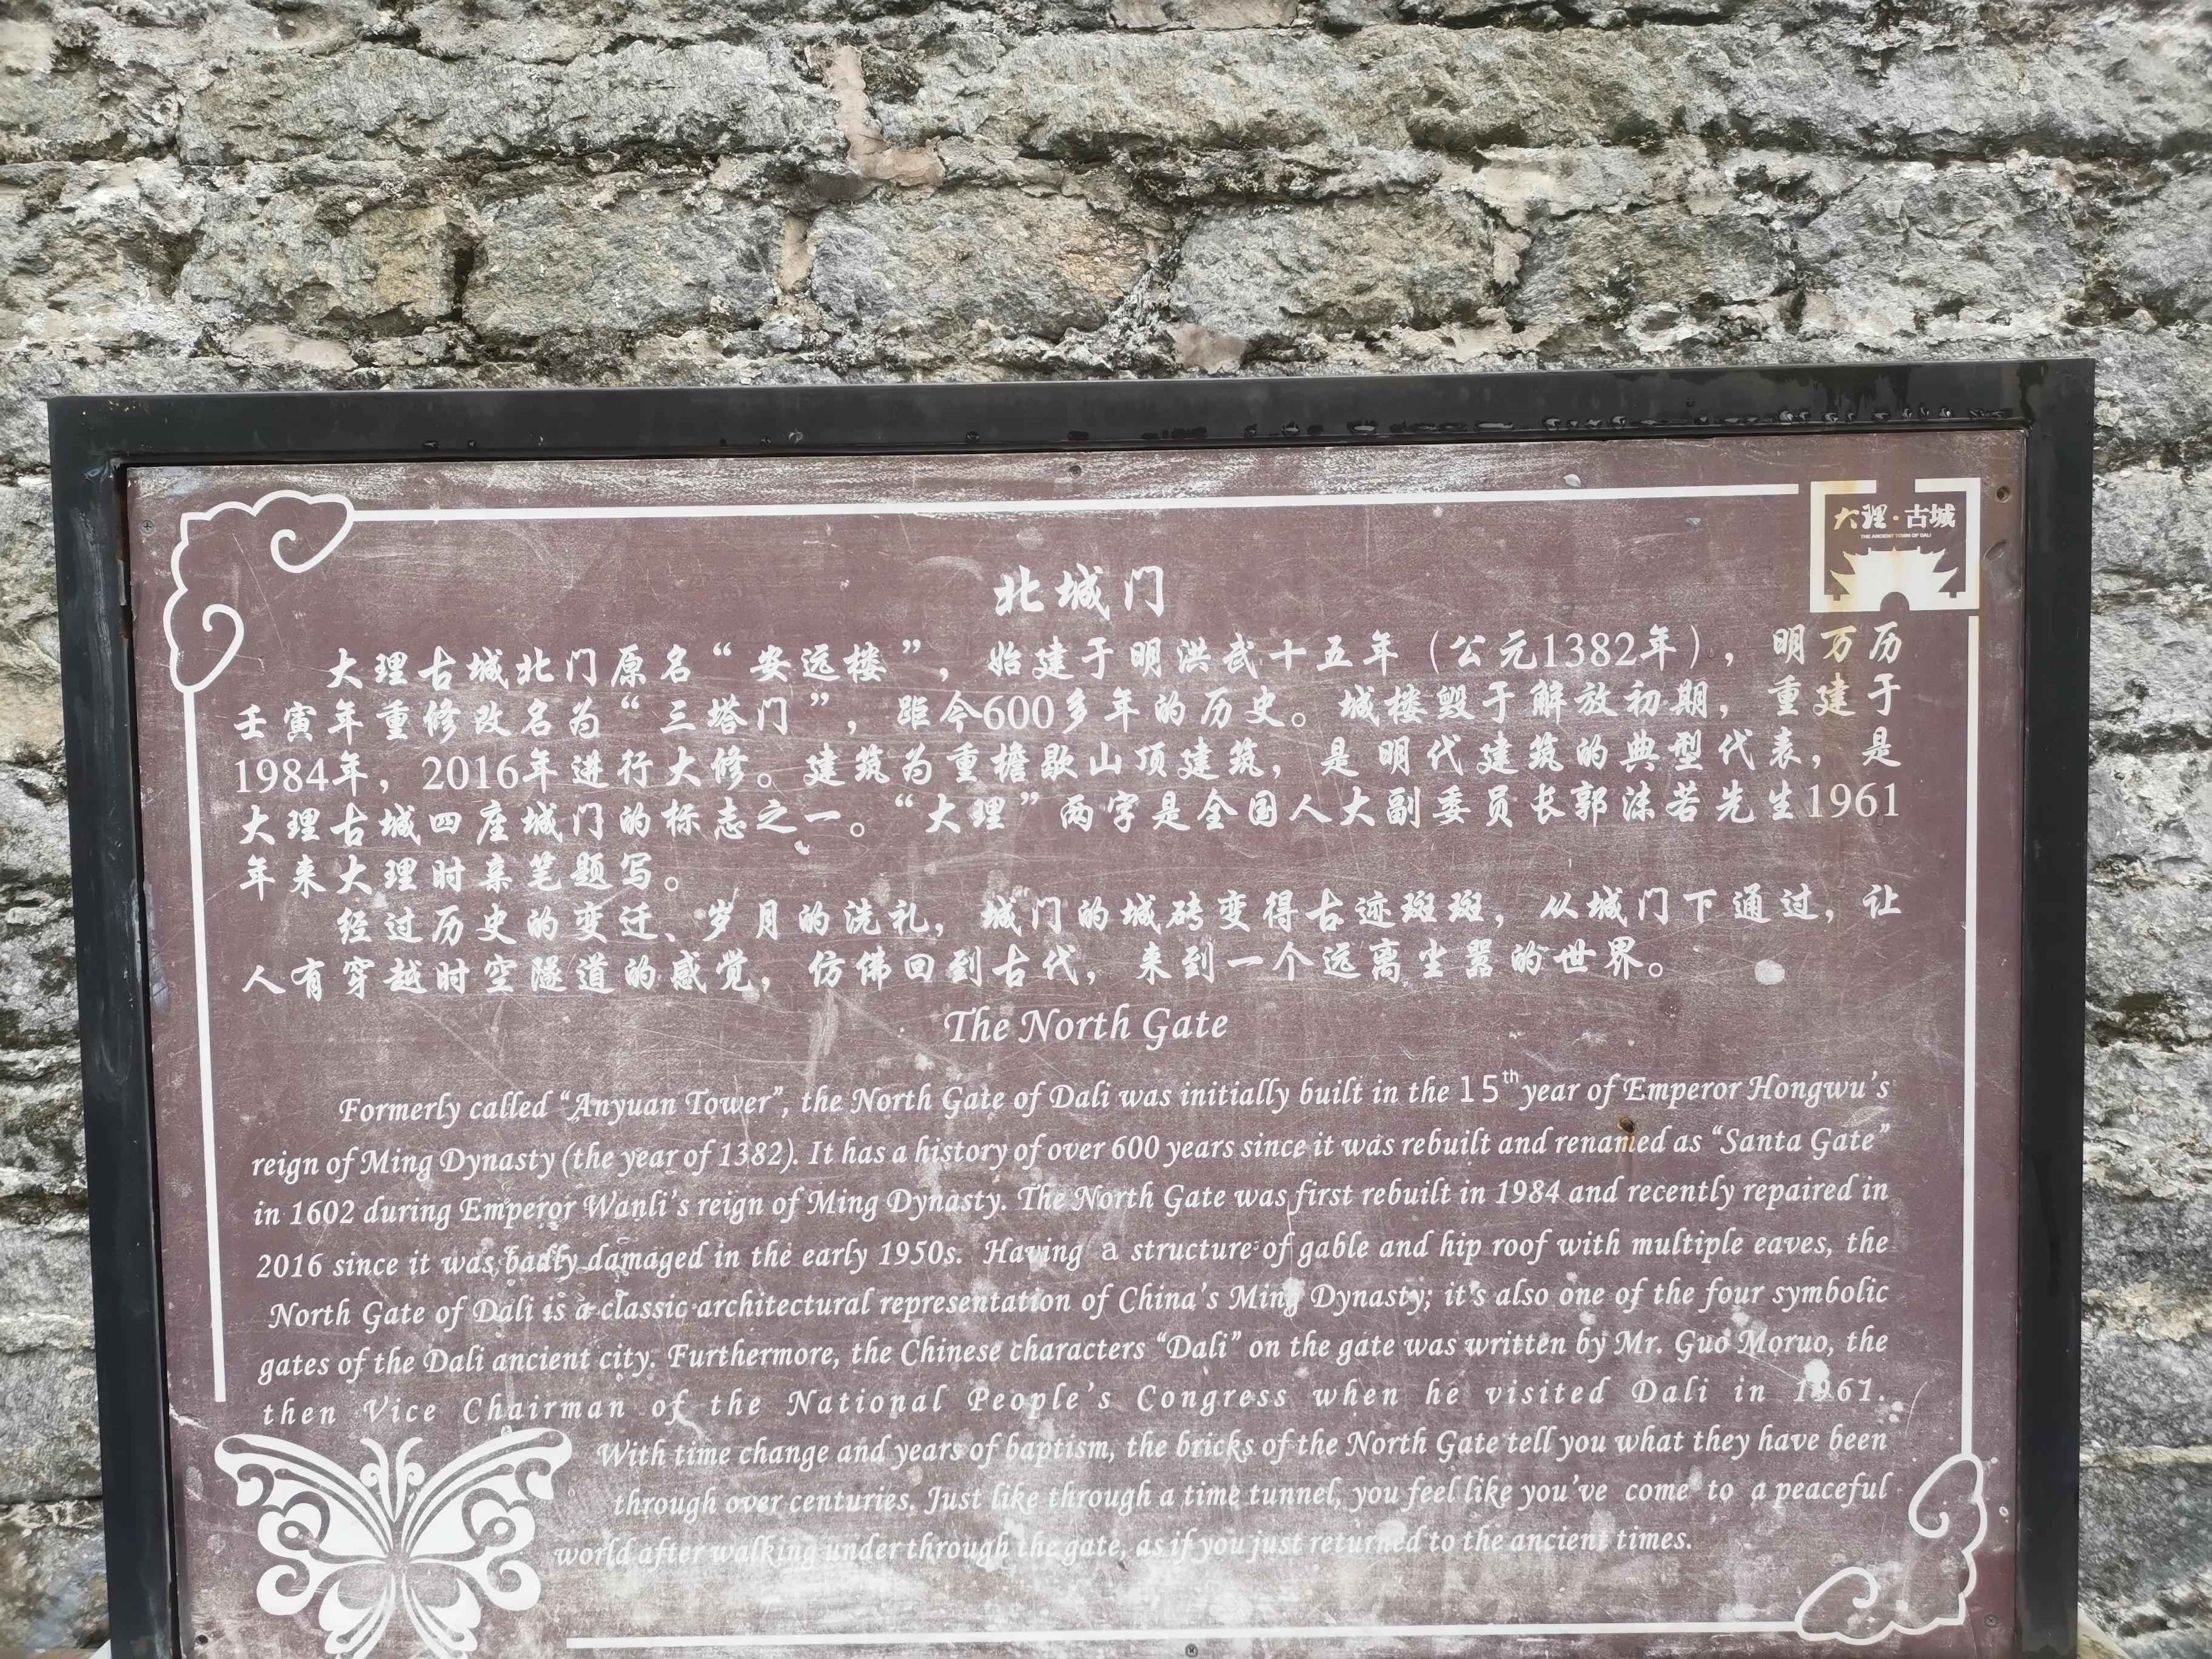 大理·古城
THE ANCIENT TOWN OF DALI
北城门
大理古城北门原名“安远楼”，始建于明洪武十五年（公元1382年），明万历
壬寅年重修改名为“三塔门”，距今600多年的历史。城楼毁于解放初期，重建于
1984年，2016年进行大修。建筑为重檐歇山顶建筑，是明代建筑的典型代表，是
大理古城四座城门的标志之一。“大理”两字是全国人大副委员长郭沫若先生1961
年来大理时亲笔题写。
经过历史的变迁、岁月的洗礼，城门的城砖变得古迹斑斑，从城门下通过，让
人有穿越时空隧道的感觉，仿佛回到古代，来到一个远离尘嚣的世界。
The North Gate
Formerly called “Anyuan Tower”, the North Gate of Dali was initially built in the 15th year of Emperor Hongwu's
reign of Ming Dynasty (the year of 1382). It has a history of over 600 years since it was rebuilt and renamed as “Santa Gate”
in 1602 during Emperor Wanli's reign of Ming Dynasty. The North Gate was first rebuilt in 1984 and recently repaired in
2016 since it was badly damaged in the early 1950s. Having a structure of gable and hip roof with multiple eaves, the
North Gate of Dali is a classic architectural representation of China's Ming Dynasty; it's also one of the four symbolic
gates of the Dali ancient city. Furthermore, the Chinese characters “Dali” on the gate was written by Mr. Guo Moruo, the
then Vice Chairman of the National People's Congress when he visited Dali in 1961.
With time change and years of baptism, the bricks of the North Gate tell you what they have been
through over centuries. Just like through a time tunnel, you feel like you've come to a peaceful
world after walking under through the gate, as if you just returned to the ancient times.